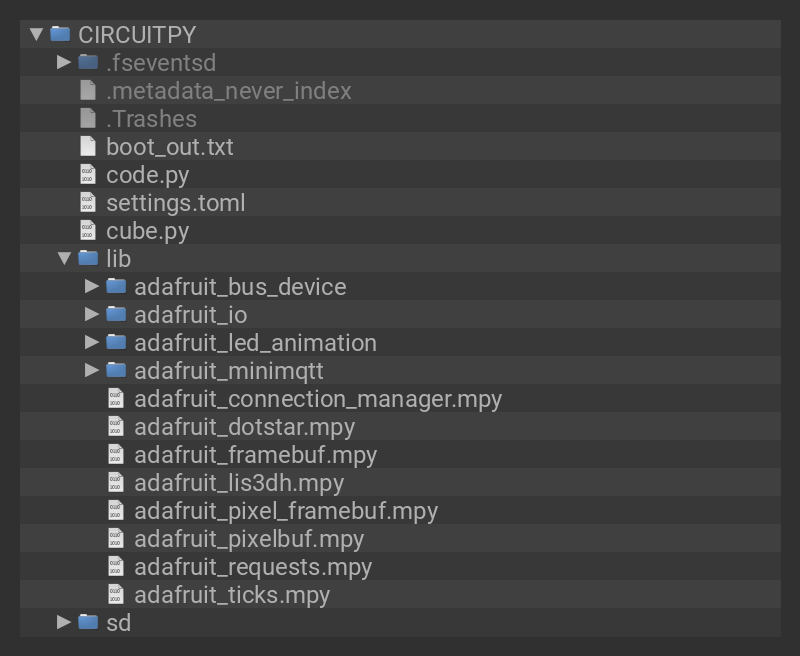 CIRCUITPY
.fseventsd
.metadata_never_index
.Trashes
boot_out.txt
code.py
settings.toml
cube.py
lib
adafruit_bus_device
adafruit_io
adafruit_led_animation
adafruit_minimqtt
adafruit_connection_manager.mpy
adafruit_dotstar.mpy
adafruit_framebuf.mpy
adafruit_lis3dh.mpy
adafruit_pixel_framebuf.mpy
adafruit_pixelbuf.mpy
adafruit_requests.mpy
adafruit_ticks.mpy
sd